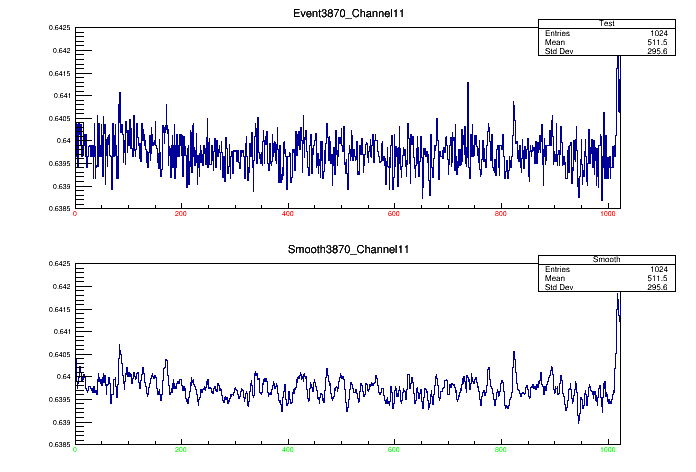 Event3870_Channel11
Test
Entries 1024
Mean 511.5
Std Dev 295.6
0.6425
0.642
0.6415
0.641
0.6405
0.64
0.6395
0.639
0.6385
0 200 400 600 800 1000
Smooth3870_Channel11
Smooth
Entries 1024
Mean 511.5
Std Dev 295.6
0.6425
0.642
0.6415
0.641
0.6405
0.64
0.6395
0.639
0.6385
0 200 400 600 800 1000